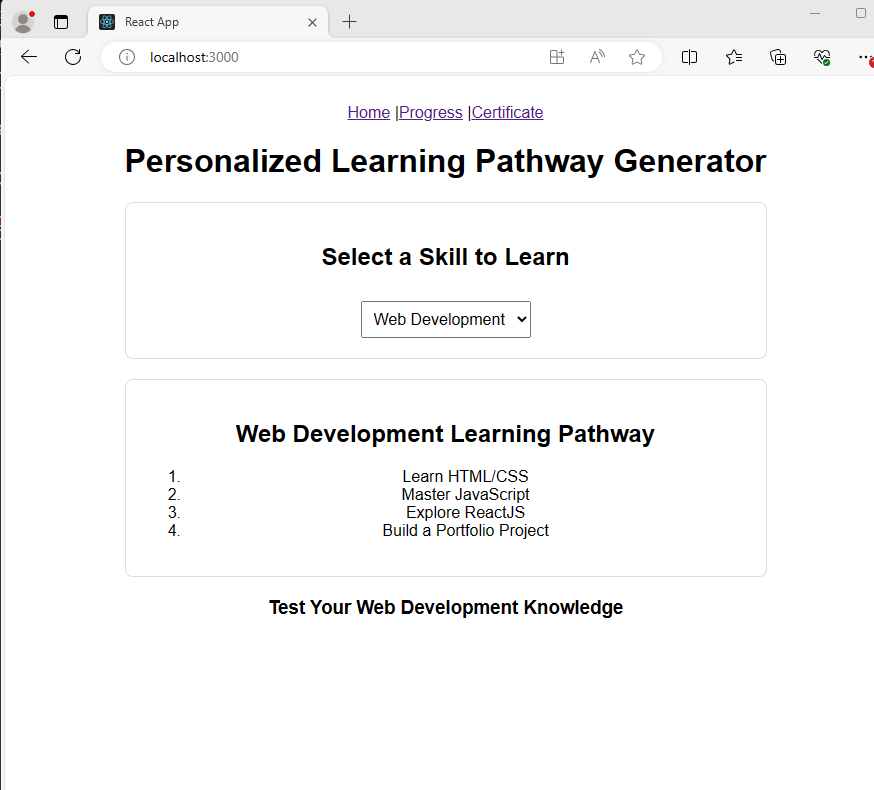 React App
localhost:3000
Home |Progress |Certificate
Personalized Learning Pathway Generator
Select a Skill to Learn
Web Development
Web Development Learning Pathway
1. Learn HTML/CSS
2. Master JavaScript
3. Explore ReactJS
4. Build a Portfolio Project
Test Your Web Development Knowledge